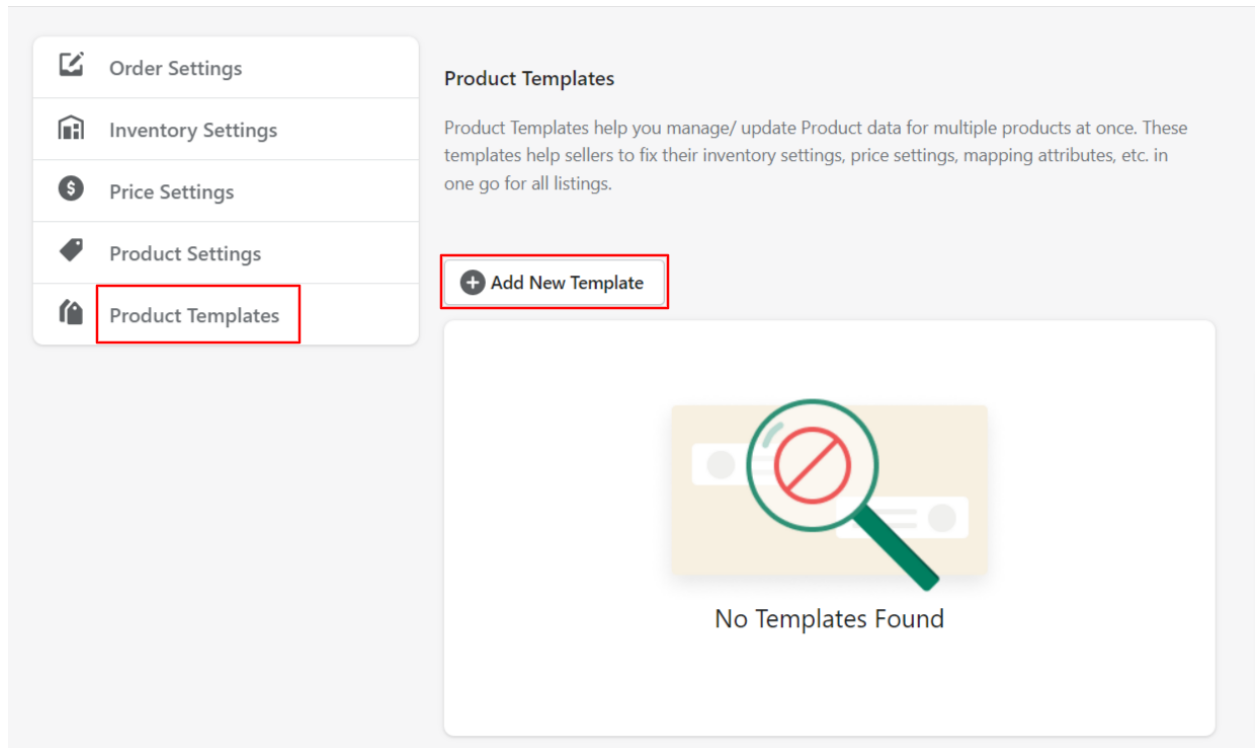 Order Settings
Inventory Settings
Price Settings
Product Settings
Product Templates
Product Templates
Product Templates help you manage/ update Product data for multiple products at once. These
templates help sellers to fix their inventory settings, price settings, mapping attributes, etc. in
one go for all listings.
Add New Template
No Templates Found